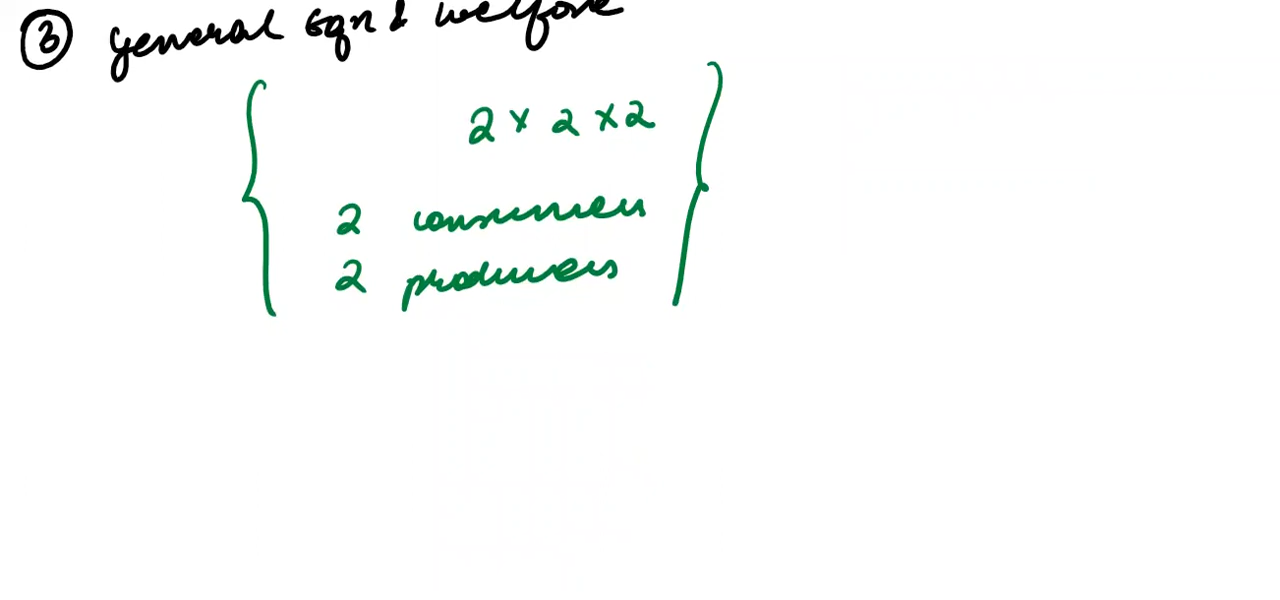 ③ General Eqn & welfare
2 × 2 × 2
2 consumers
2 producers